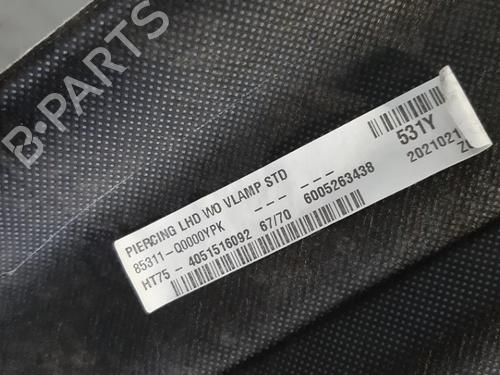 B-PARTS
PIERCING LHD WO VLAMP STD
85311-Q0000YPK --- ---
HT75 - 4051516092 67/70 6005263438
531Y
2021021